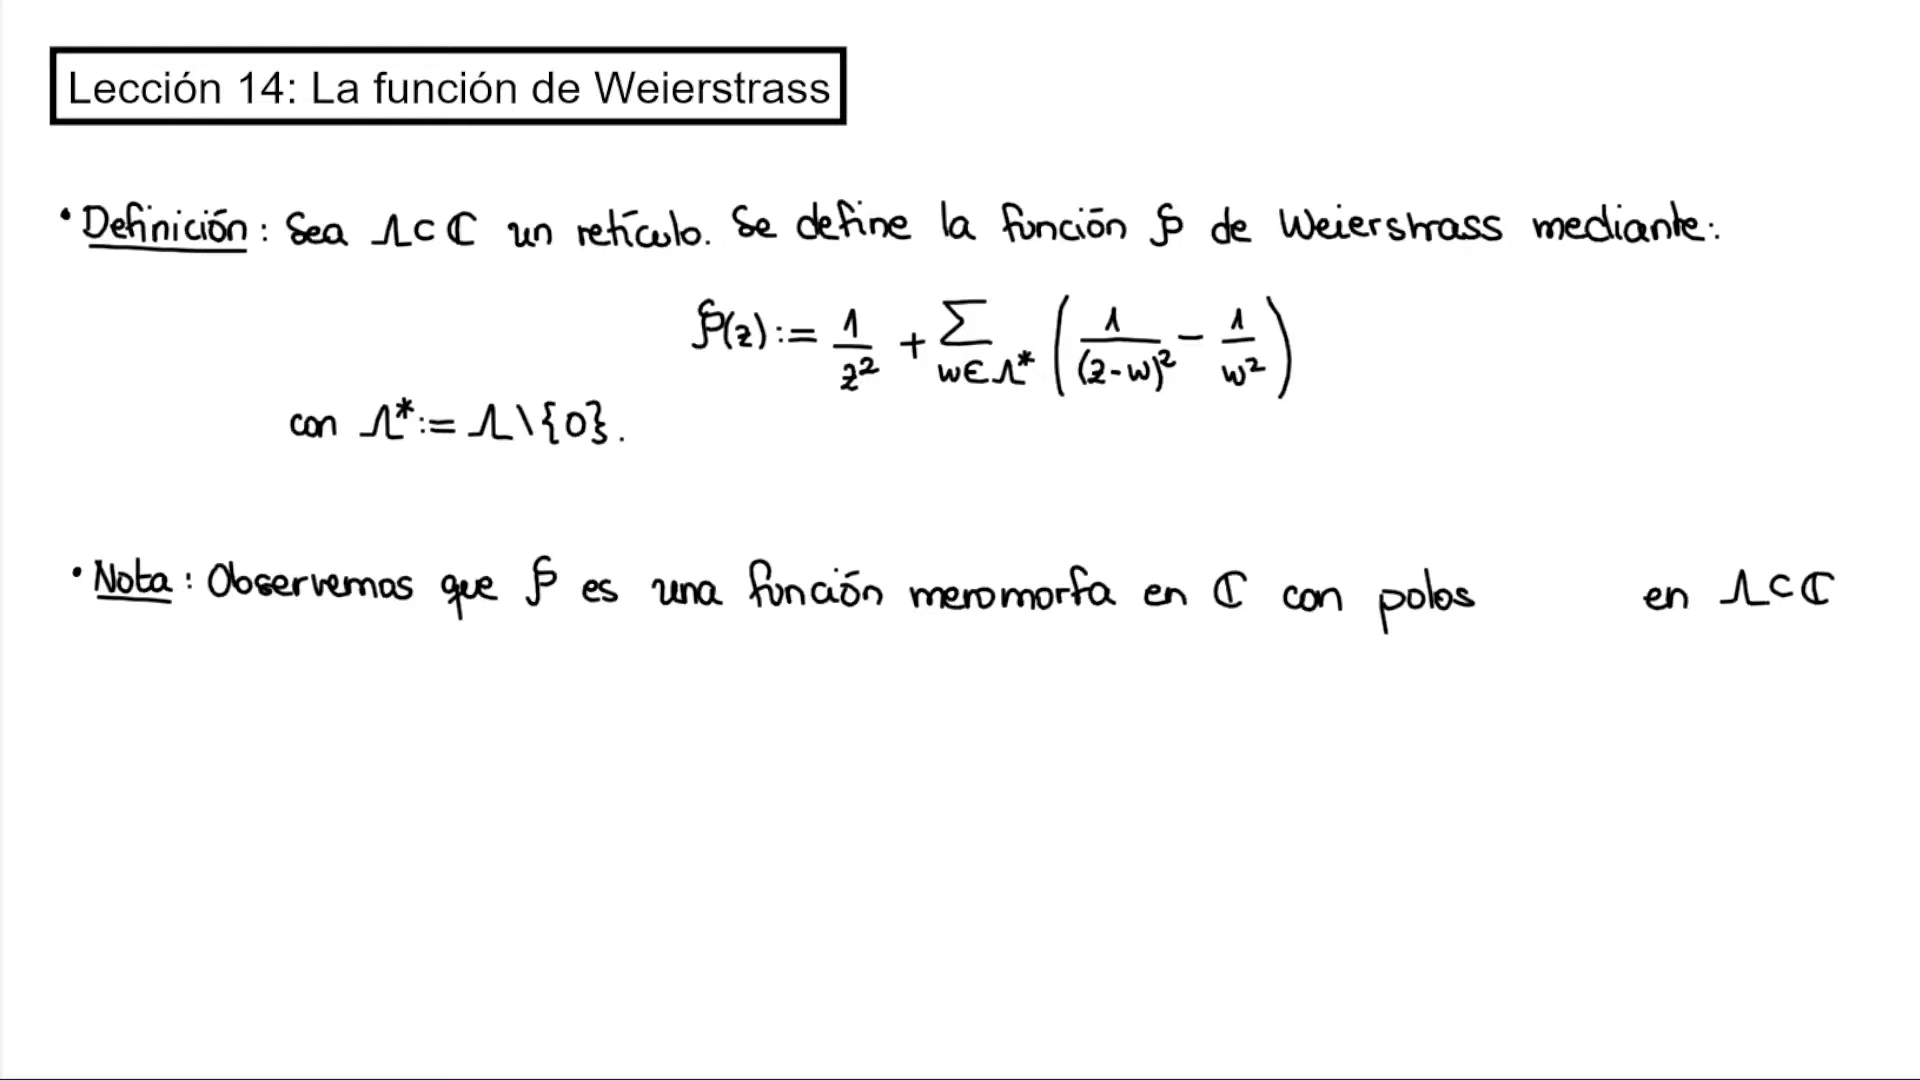 Lección 14: La función de Weierstrass
• Definición: Sea Λ⊂ℂ un retículo. Se define la función ℘ de Weierstrass mediante:
℘(z) := 1/z² + ∑_{w∈Λ*} (1/(z-w)² - 1/w²)
con Λ* := Λ\{0}.
• Nota: Observemos que ℘ es una función meromorfa en ℂ con polos en Λ⊂ℂ